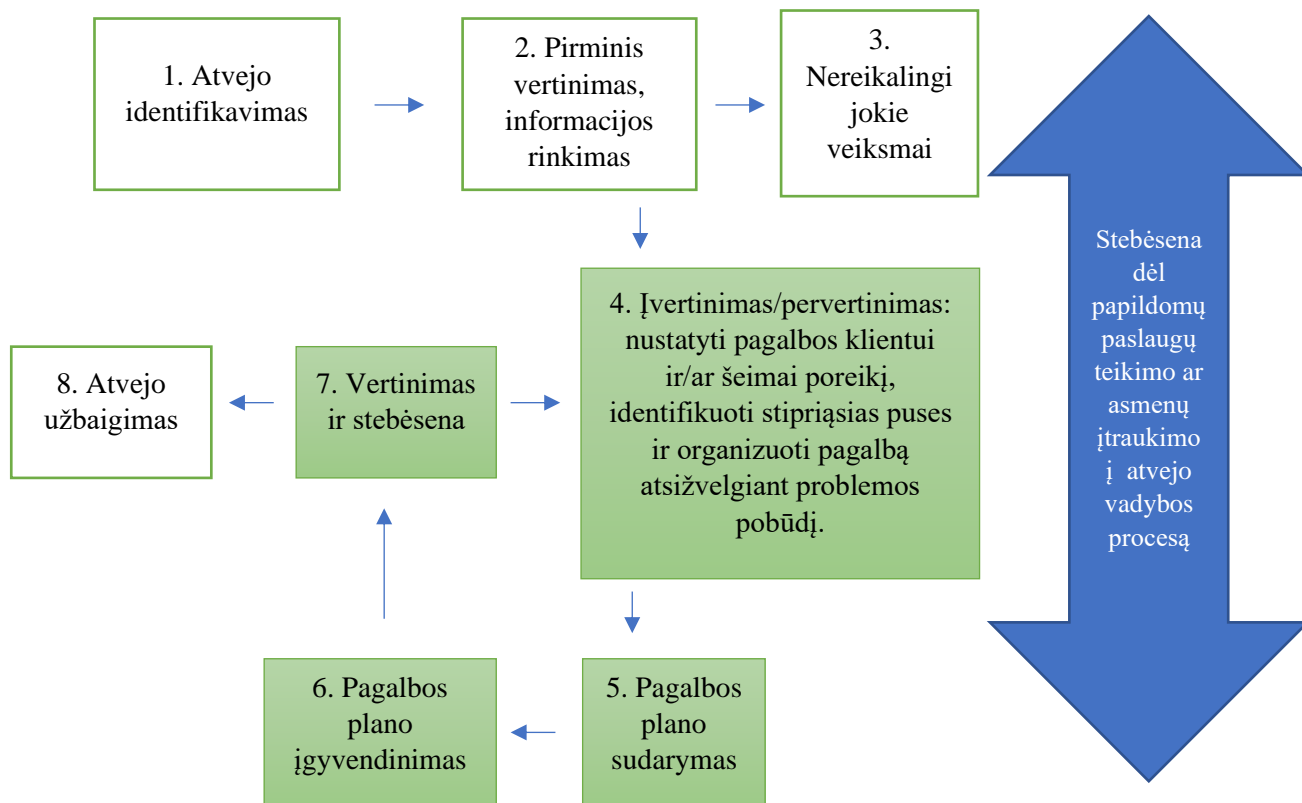 1. Atvejo
identifikavimas
2. Pirminis
vertinimas,
informacijos
rinkimas
3.
Nereikalingi
jokie
veiksmai
4. Įvertinimas/pervertinimas:
nustatyti pagalbos klientui
ir/ar šeimai poreikį,
identifikuoti stipriąsias puses
ir organizuoti pagalbą
atsižvelgiant problemos
pobūdį.
5. Pagalbos
plano
sudarymas
6. Pagalbos
plano
įgyvendinimas
7. Vertinimas
ir stebėsena
8. Atvejo
užbaigimas
Stebėsena
dėl
papildomų
paslaugų
teikimo ar
asmenų
įtraukimo
į atvejo
vadybos
procesą